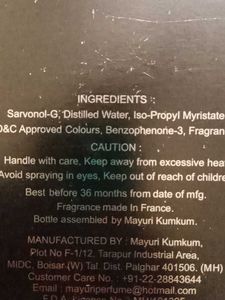 INGREDIENTS :
Sarvonol-G, Distilled Water, Iso-Propyl Myristate
D&C Approved Colours, Benzophenone-3, Fragran
CAUTION :
Handle with care, Keep away from excessive hea
Avoid spraying in eyes, Keep out of reach of childre
Best before 36 months from date of mfg.
Fragrance made In France.
Bottle assembled by Mayuri Kumkum.
MANUFACTURED BY : Mayuri Kumkum,
Plot No F-1/12. Tarapur Industrial Area,
MIDC, Boisar (W) Tal. Dist. Palghar 401506. (MH)
Customer Care No : +91-22-28843644
E-mail : mayuriperfume@hotmail.com